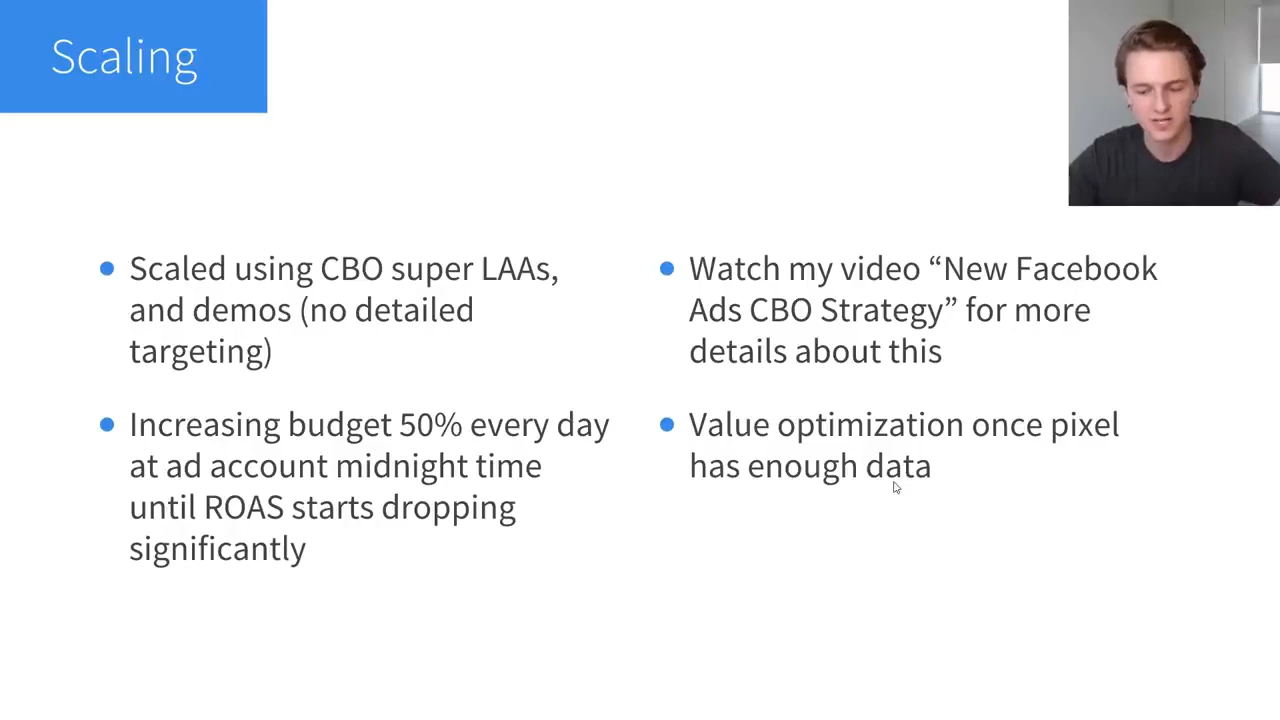 Scaling
Scaled using CBO super LAAs,
and demos (no detailed
targeting)
Increasing budget 50% every day
at ad account midnight time
until ROAS starts dropping
significantly
Watch my video “New Facebook
Ads CBO Strategy” for more
details about this
Value optimization once pixel
has enough data